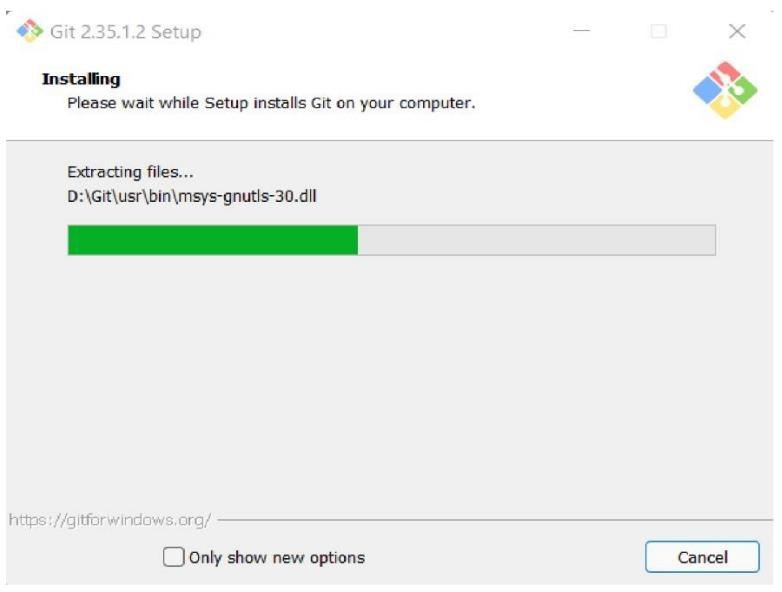 Git 2.35.1.2 Setup
Installing
Please wait while Setup installs Git on your computer.
Extracting files...
D:\Git\usr\bin\msys-gnutls-30.dll
https://gitforwindows.org/
Only show new options
Cancel